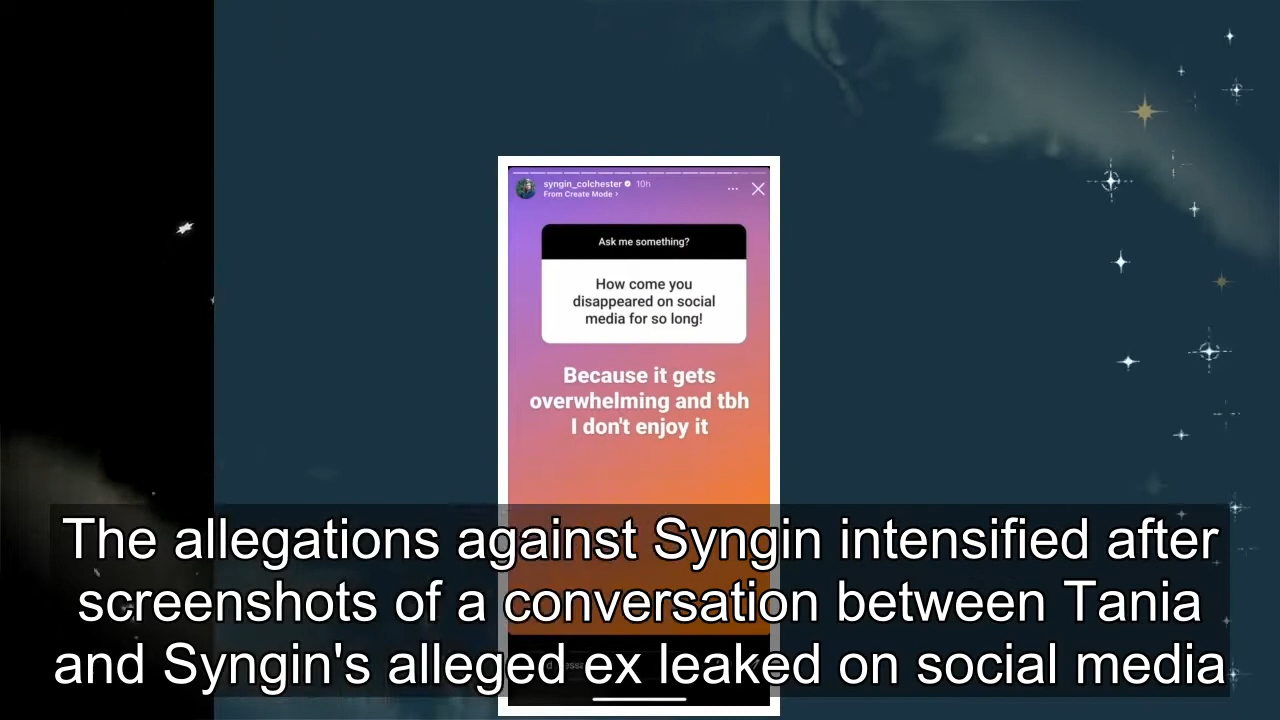 syngin_colchester 10h
From Create Mode
Ask me something?
How come you
disappeared on social
media for so long!
Because it gets
overwhelming and tbh
I don't enjoy it
The allegations against Syngin intensified after
screenshots of a conversation between Tania
and Syngin's alleged ex leaked on social media